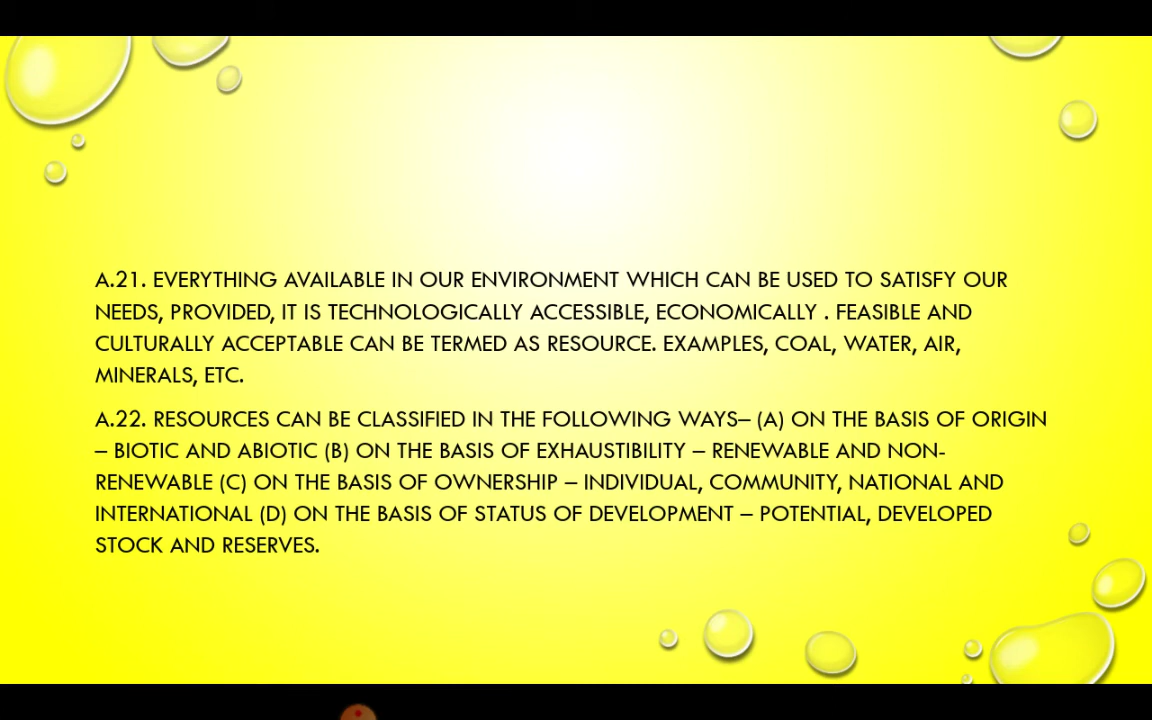 A.21. EVERYTHING AVAILABLE IN OUR ENVIRONMENT WHICH CAN BE USED TO SATISFY OUR
NEEDS, PROVIDED, IT IS TECHNOLOGICALLY ACCESSIBLE, ECONOMICALLY . FEASIBLE AND
CULTURALLY ACCEPTABLE CAN BE TERMED AS RESOURCE. EXAMPLES, COAL, WATER, AIR,
MINERALS, ETC.
A.22. RESOURCES CAN BE CLASSIFIED IN THE FOLLOWING WAYS– (A) ON THE BASIS OF ORIGIN
– BIOTIC AND ABIOTIC (B) ON THE BASIS OF EXHAUSTIBILITY – RENEWABLE AND NON-
RENEWABLE (C) ON THE BASIS OF OWNERSHIP – INDIVIDUAL, COMMUNITY, NATIONAL AND
INTERNATIONAL (D) ON THE BASIS OF STATUS OF DEVELOPMENT – POTENTIAL, DEVELOPED
STOCK AND RESERVES.